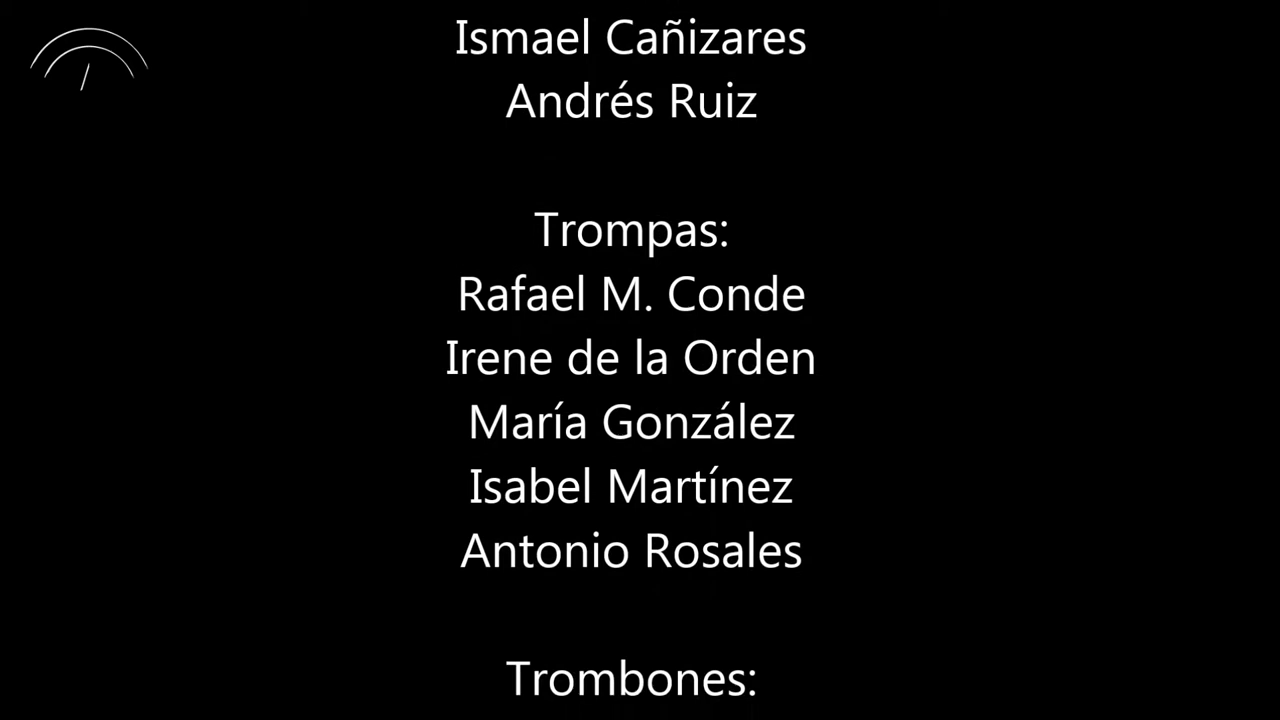 Ismael Cañizares
Andrés Ruiz
Trompas:
Rafael M. Conde
Irene de la Orden
María González
Isabel Martínez
Antonio Rosales
Trombones: